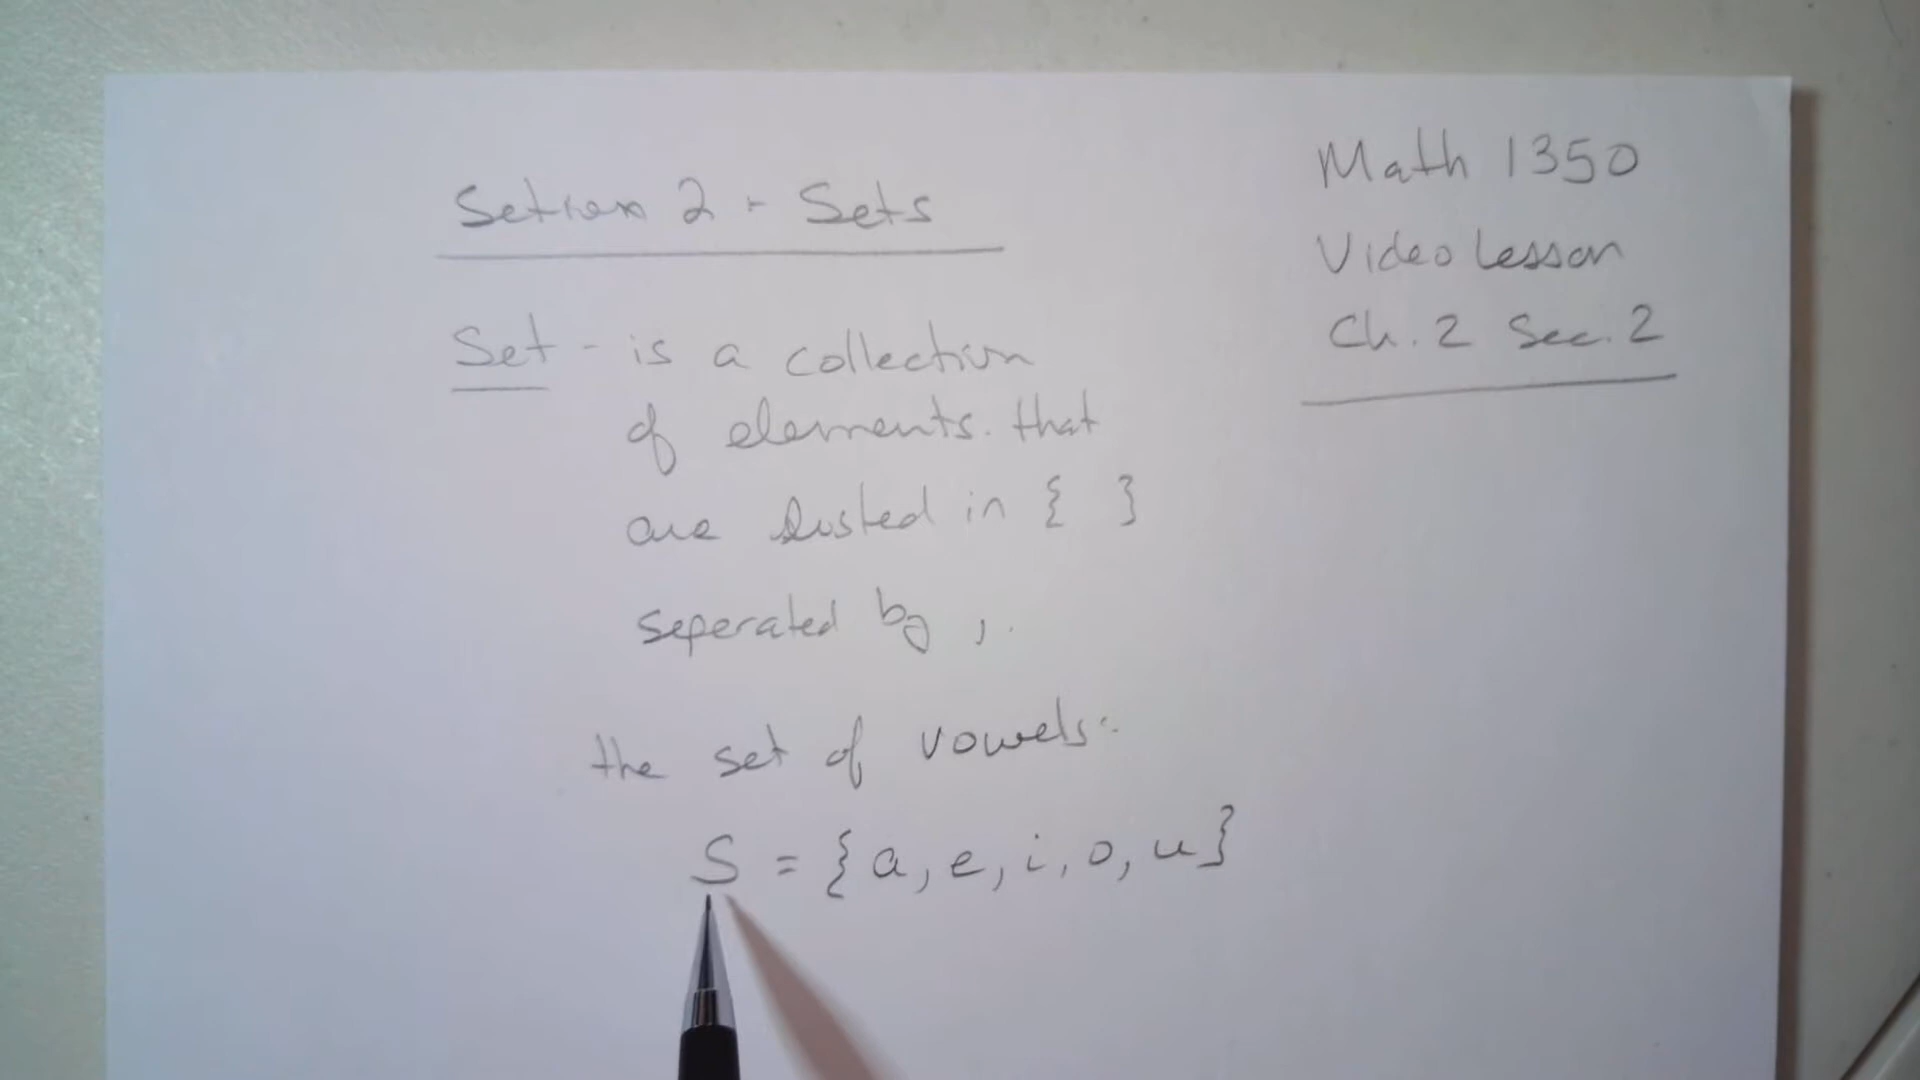 Setion 2 - Sets
Math 1350
Video Lesson
Ch. 2 Sec. 2
Set - is a collection
of elements. that
are listed in { }
seperated by , .
the set of vowels:
S = {a, e, i, o, u}